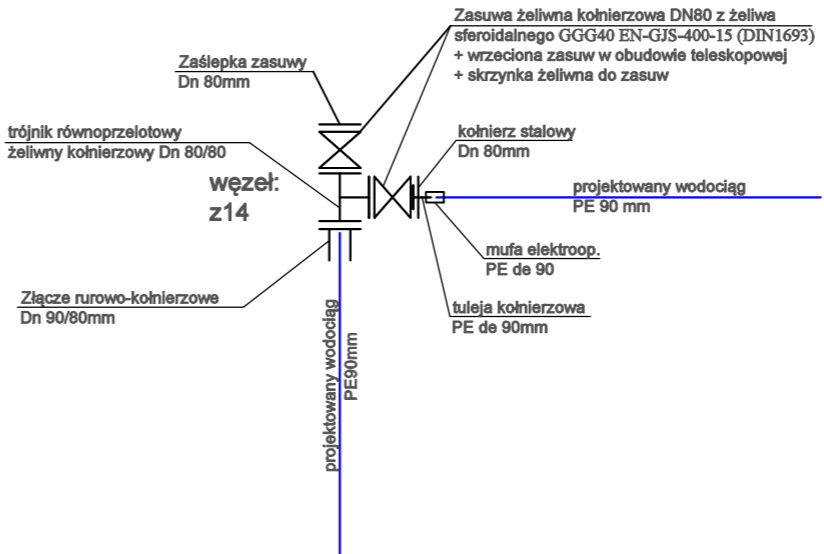 Zasuwa żeliwna kołnierzowa DN80 z żeliwa
sferoidalnego GGG40 EN-GJS-400-15 (DIN1693)
+ wrzeciona zasuw w obudowie teleskopowej
+ skrzynka żeliwna do zasuw
Zaślepka zasuwy
Dn 80mm
trójnik równoprzelotowy
żeliwny kołnierzowy Dn 80/80
kołnierz stalowy
Dn 80mm
węzeł:
z14
projektowany wodociąg
PE 90 mm
mufa elektroop.
PE de 90
Złącze rurowo-kołnierzowe
Dn 90/80mm
tuleja kołnierzowa
PE de 90mm
projektowany wodociąg
PE90mm